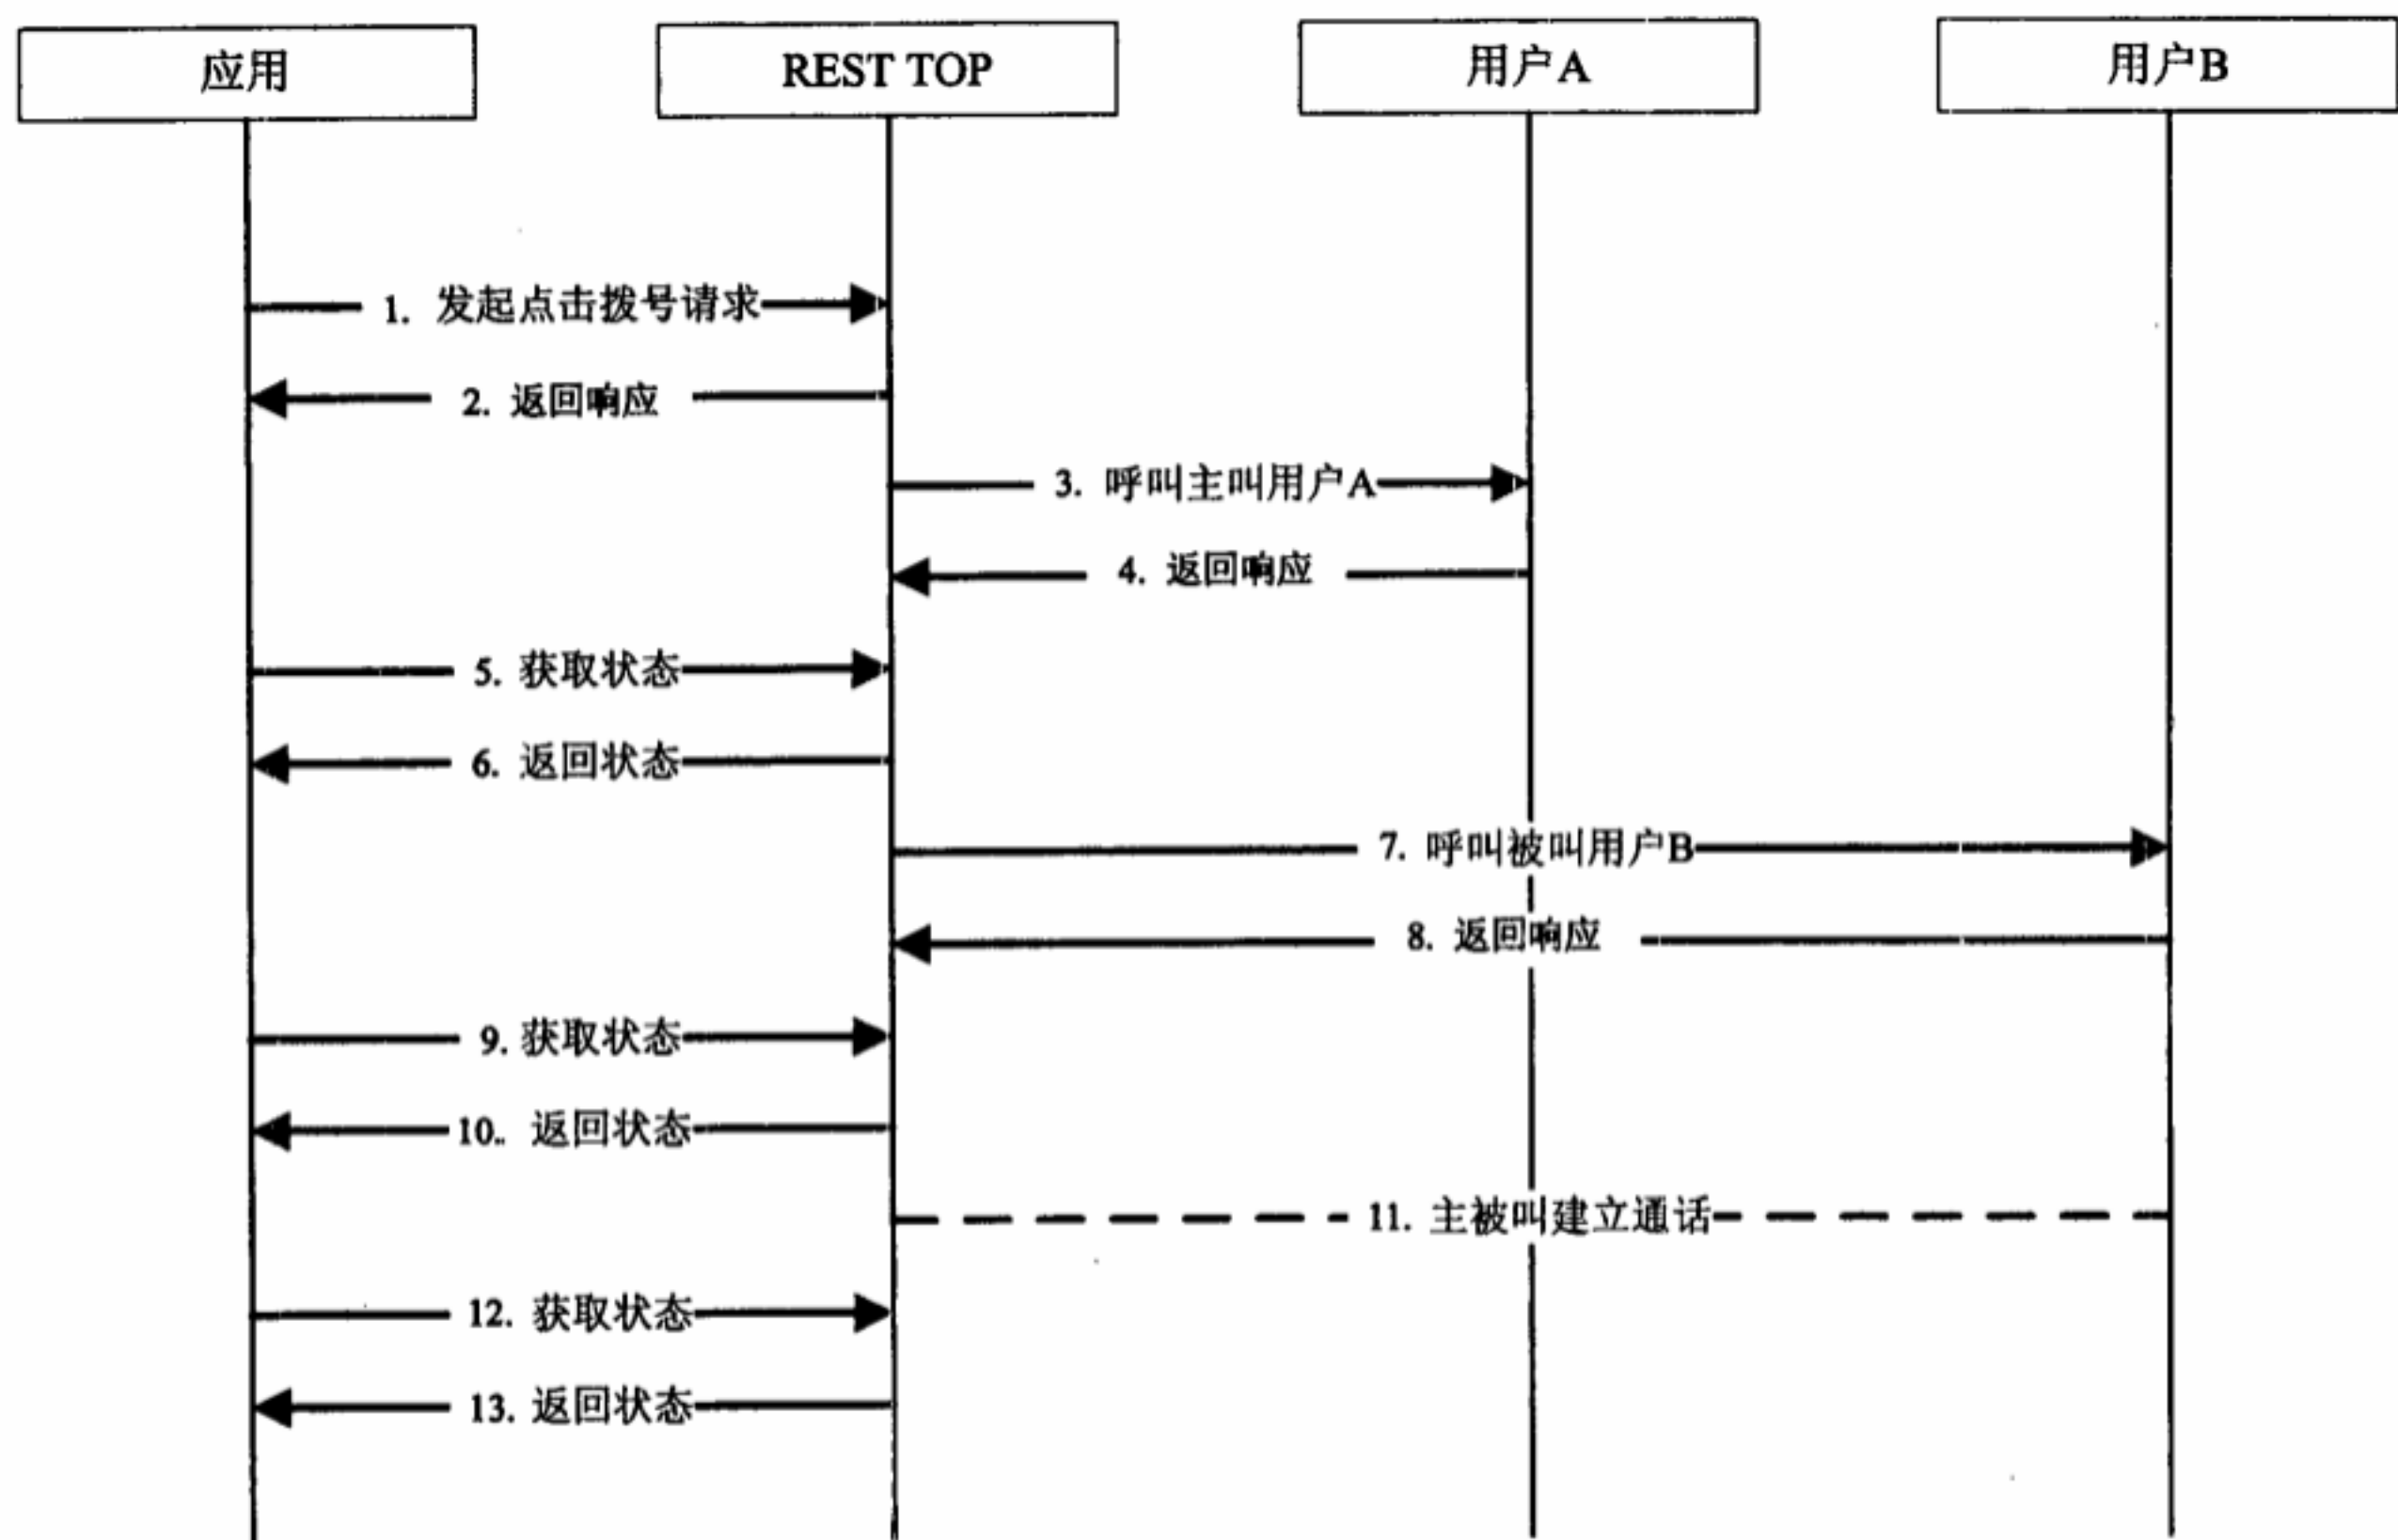 应用
REST TOP
用户A
用户B
1. 发起点击拨号请求
2. 返回响应
3. 呼叫主叫用户A
4. 返回响应
5. 获取状态
6. 返回状态
7. 呼叫被叫用户B
8. 返回响应
9. 获取状态
10.. 返回状态
11. 主被叫建立通话
12. 获取状态
13. 返回状态